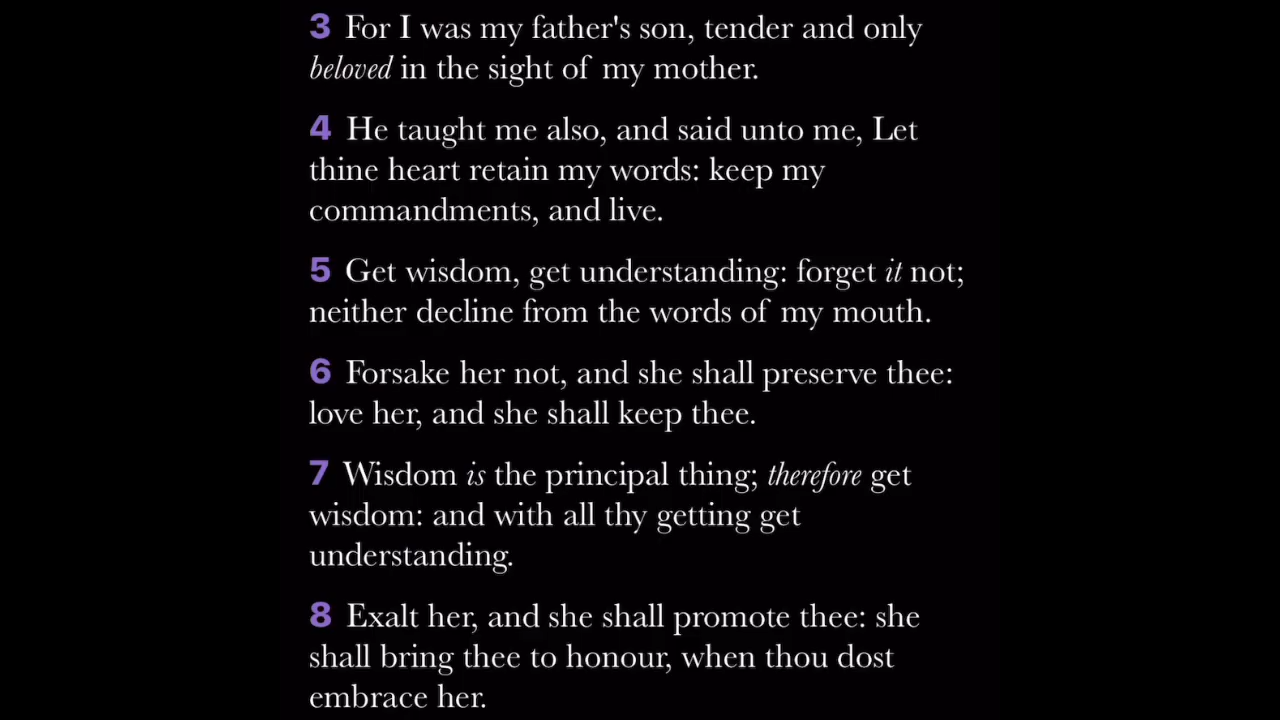 3 For I was my father's son, tender and only
beloved in the sight of my mother.
4 He taught me also, and said unto me, Let
thine heart retain my words: keep my
commandments, and live.
5 Get wisdom, get understanding: forget it not;
neither decline from the words of my mouth.
6 Forsake her not, and she shall preserve thee:
love her, and she shall keep thee.
7 Wisdom is the principal thing; therefore get
wisdom: and with all thy getting get
understanding.
8 Exalt her, and she shall promote thee: she
shall bring thee to honour, when thou dost
embrace her.